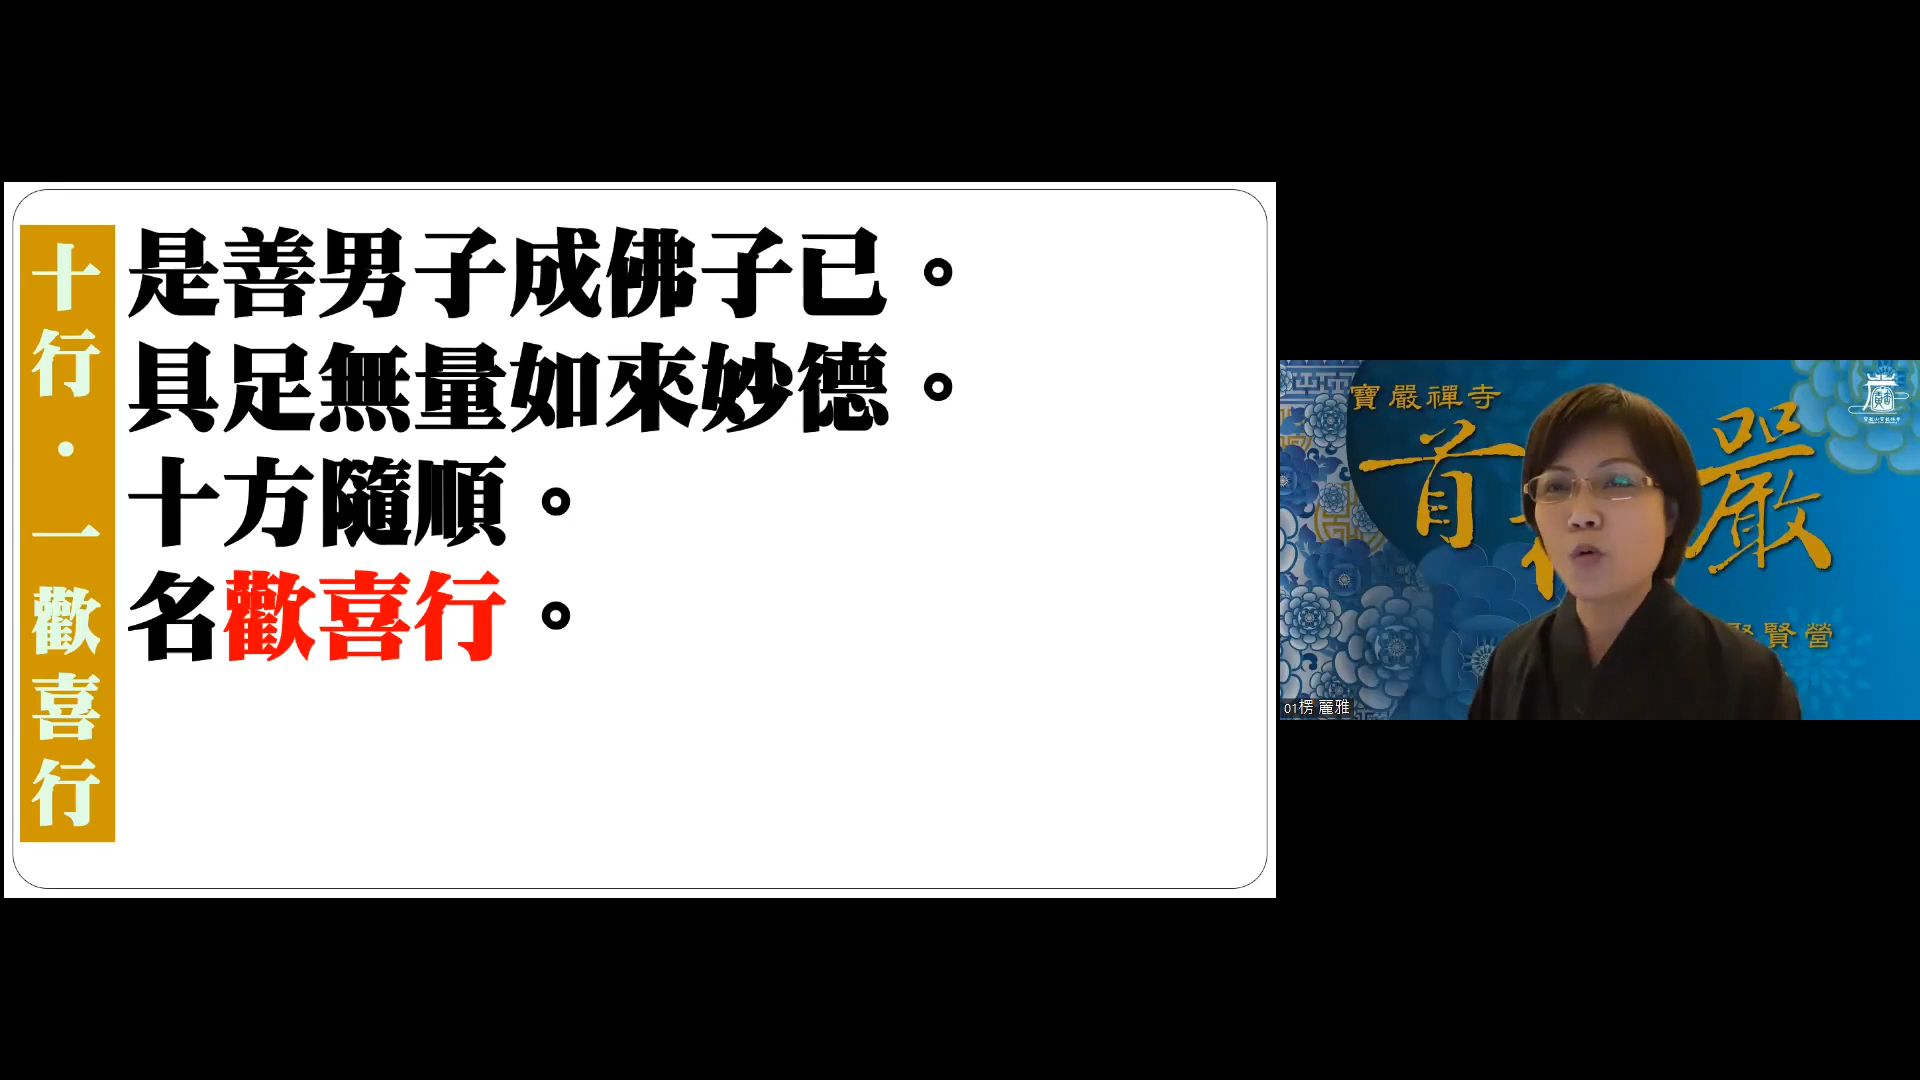 十行・一歡喜行
是善男子成佛子已。
具足無量如來妙德。
十方隨順。
名歡喜行。
寶嚴禪寺
首 嚴
賢營
01楞 麗雅